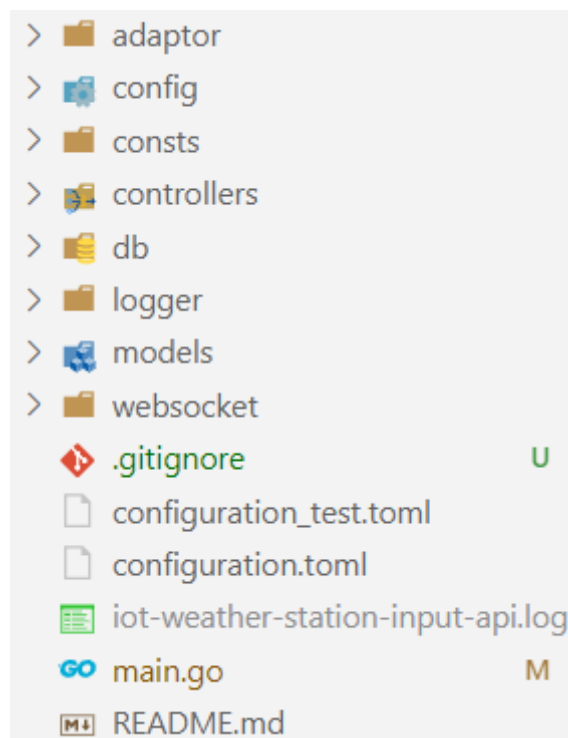 adaptor
config
consts
controllers
db
logger
models
websocket
.gitignore U
configuration_test.toml
configuration.toml
iot-weather-station-input-api.log
GO main.go M
M↓ README.md